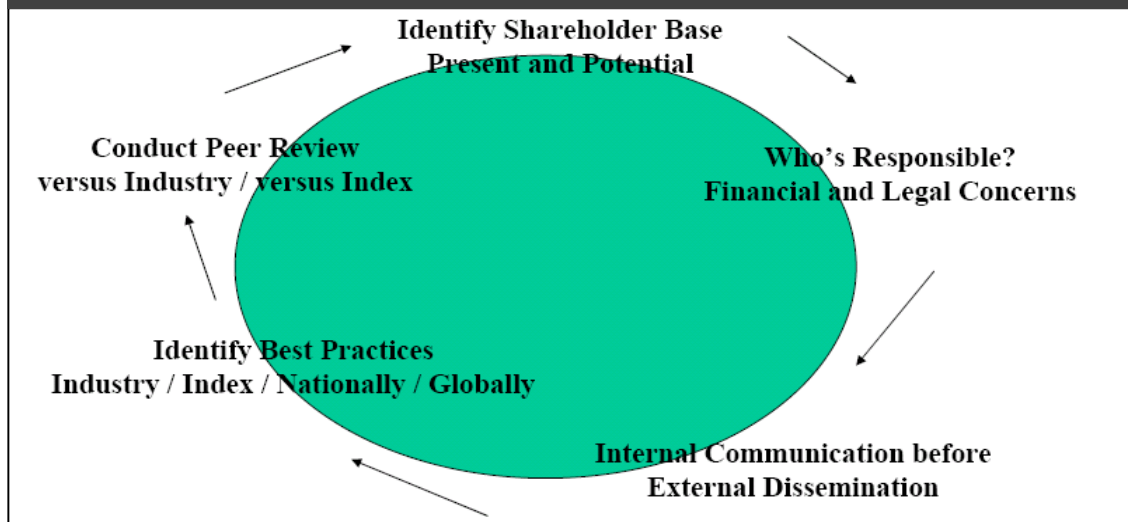 Identify Shareholder Base
Present and Potential
Who’s Responsible?
Financial and Legal Concerns
Internal Communication before
External Dissemination
Identify Best Practices
Industry / Index / Nationally / Globally
Conduct Peer Review
versus Industry / versus Index